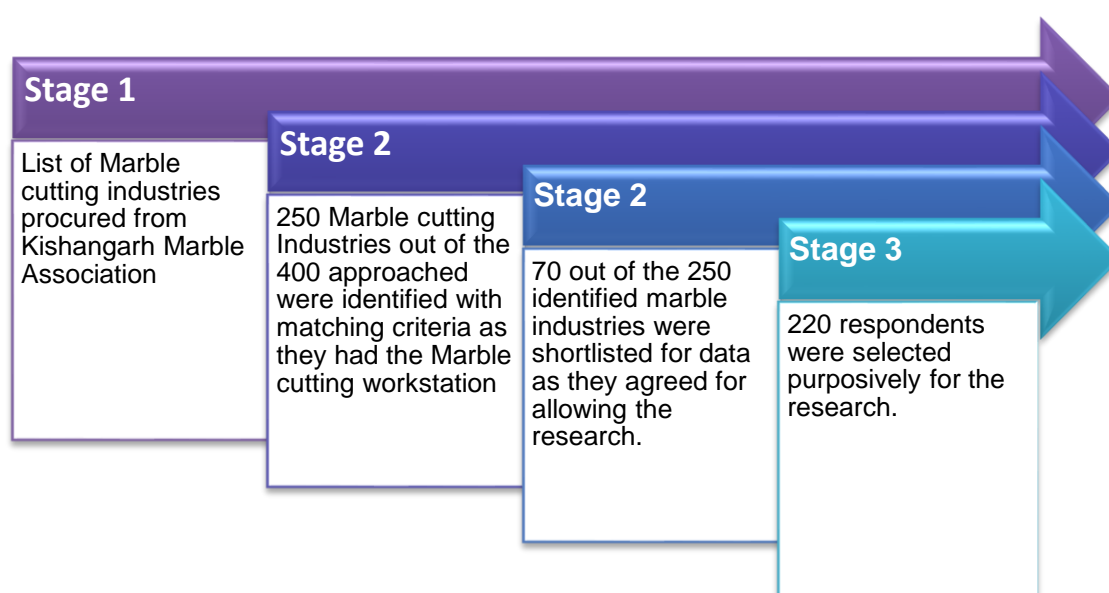 Stage 1
List of Marble
cutting industries
procured from
Kishangarh Marble
Association
Stage 2
250 Marble cutting
Industries out of the
400 approached
were identified with
matching criteria as
they had the Marble
cutting workstation
Stage 2
70 out of the 250
identified marble
industries were
shortlisted for data
as they agreed for
allowing the
research.
Stage 3
220 respondents
were selected
purposively for the
research.